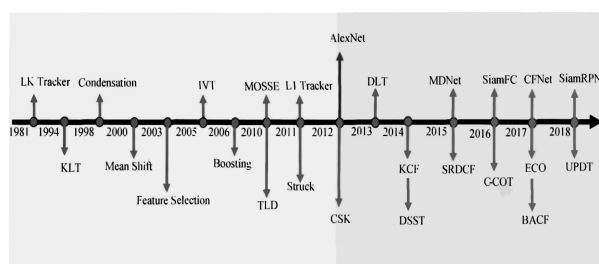 AlexNet
LK Tracker Condensation IVT MOSSE L1 Tracker DLT MDNet SiamFC CFNet SiamRPN
1981 1994 1998 2000 2003 2005 2006 2010 2011 2012 2013 2014 2015 2016 2017 2018
KLT Mean Shift Boosting KCF SRDCF ECO UPDT
Feature Selection TLD Struck CSK DSST C-COT BACF